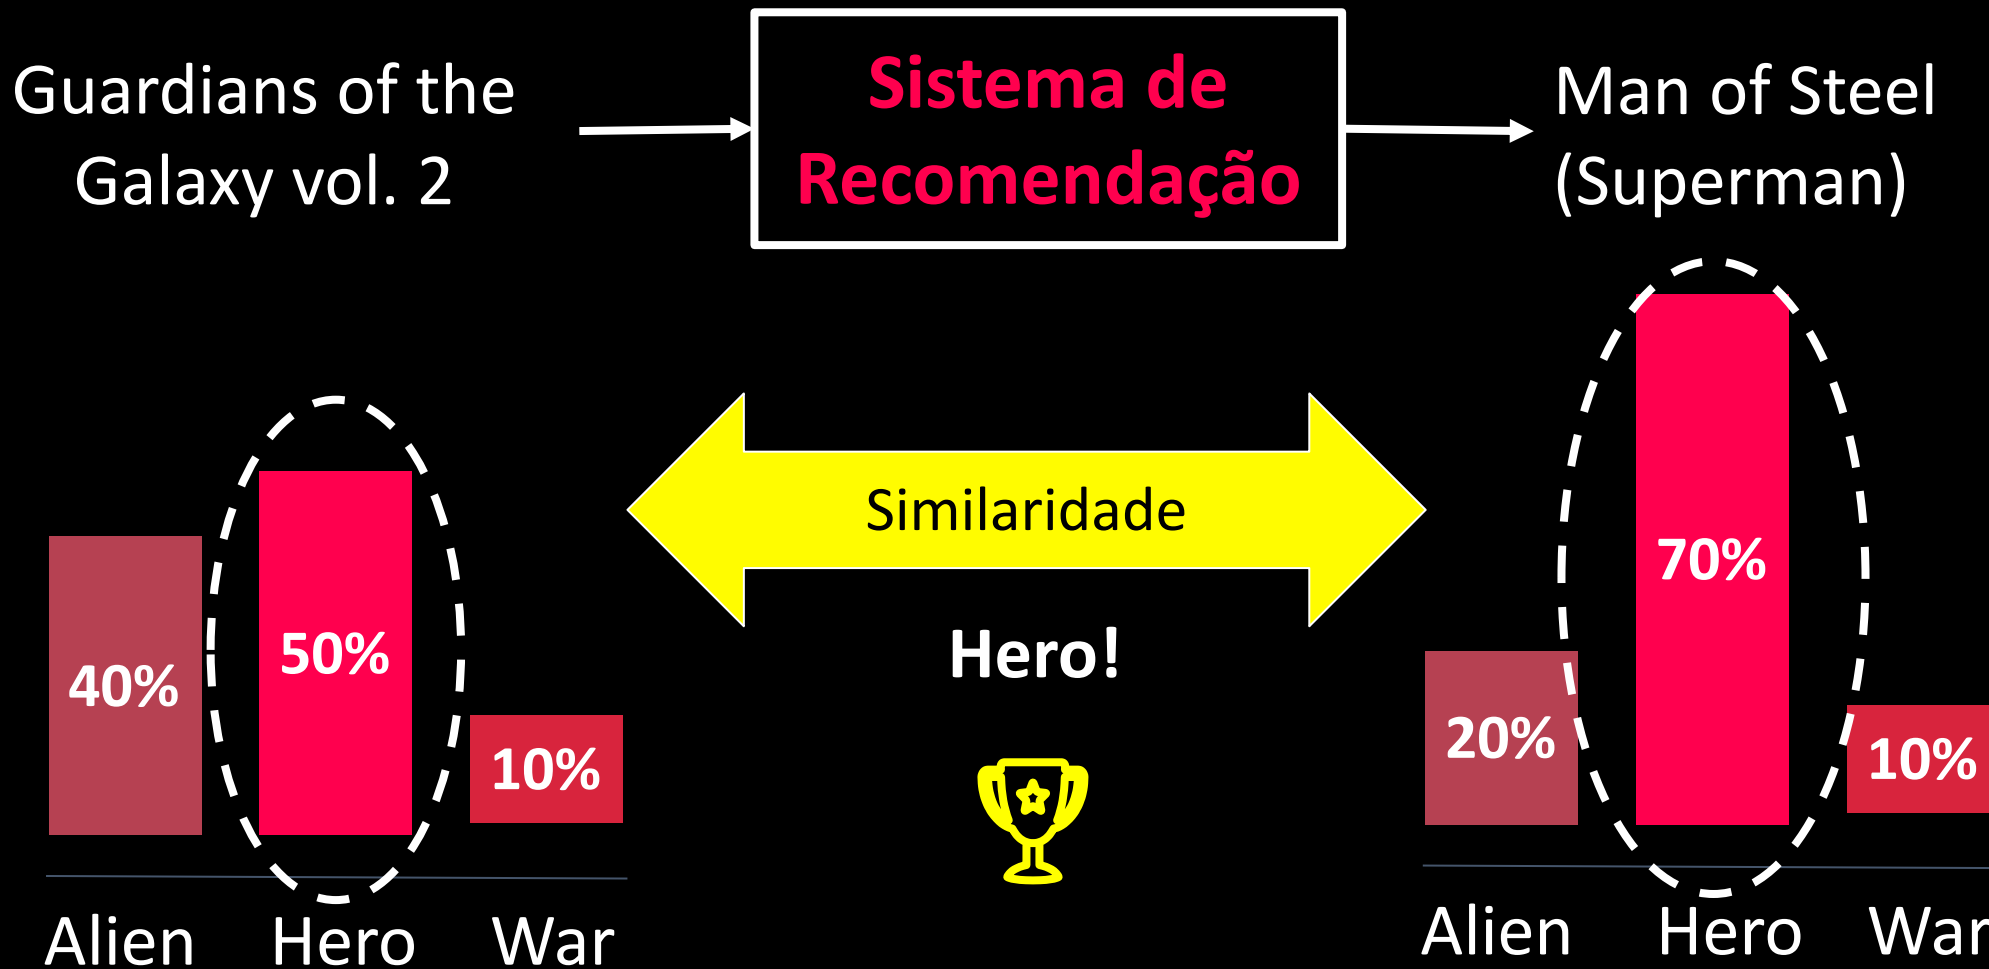 Guardians of the
Galaxy vol. 2
Sistema de
Recomendação
Man of Steel
(Superman)
40%
50%
10%
Alien
Hero
War
Similaridade
Hero!
20%
70%
10%
Alien
Hero
War